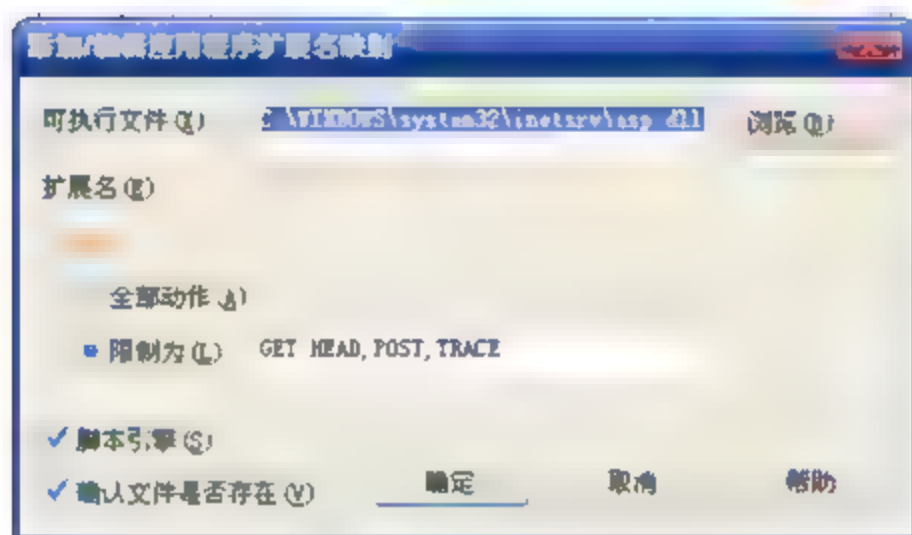 添加/编辑应用程序扩展名映射
可执行文件(X) C \WINDOWS\system32\inetsrv\asp dll 浏览(B)
扩展名(E)
全部动作(A)
限制为(L) GET HEAD,POST,TRACE
脚本引擎(S)
确认文件是否存在(V)
确定 取消 帮助